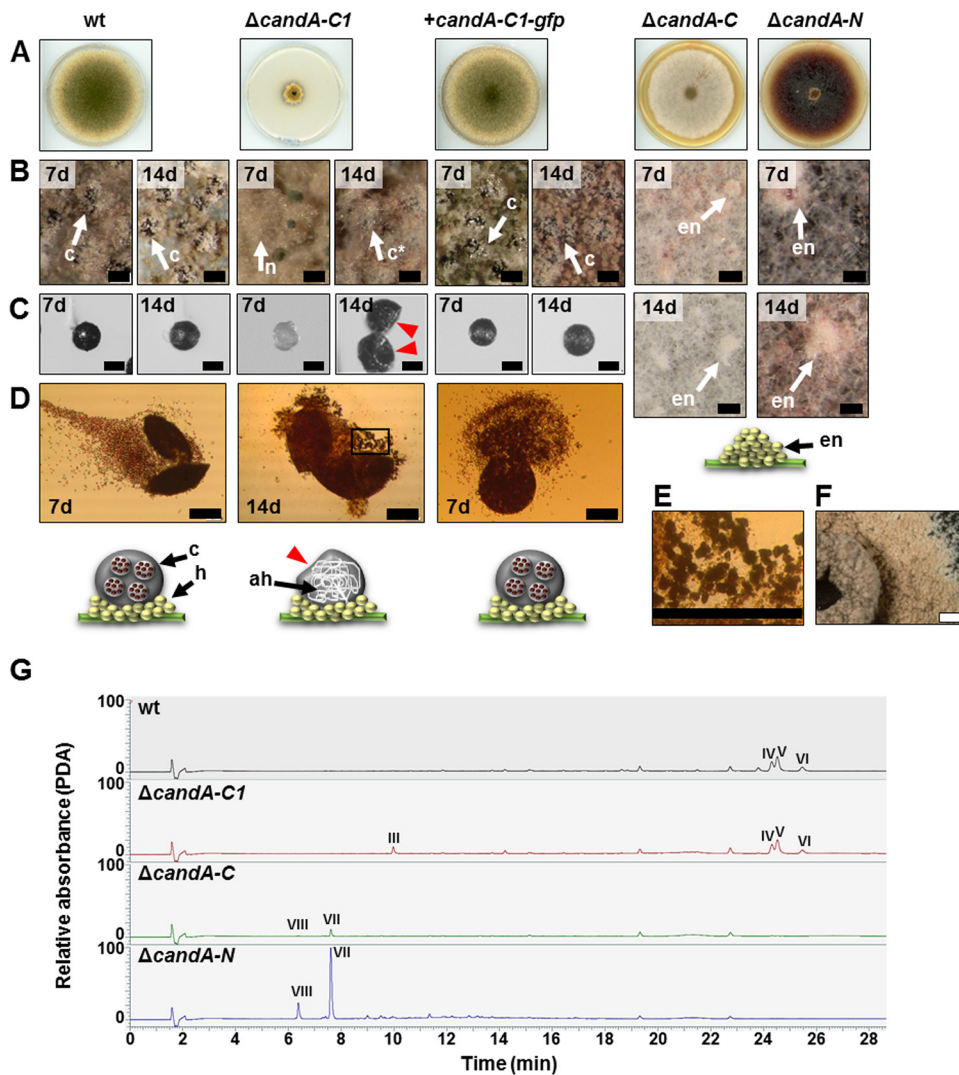 wt ΔcandA-C1 +candA-C1-gfp ΔcandA-C ΔcandA-N
A
B 7d 14d 7d 14d 7d 14d 7d 7d
c c n c* c c en en
C 7d 14d 7d 14d 7d 14d 14d 14d
en en
D 7d 14d 7d
en
E F
c
h
ah
G
Relative absorbance (PDA)
100
wt
0
IV V VI
100
ΔcandA-C1
0
III IV V VI
100
ΔcandA-C
0
VIII VII
100
ΔcandA-N
0
VIII VII
0 2 4 6 8 10 12 14 16 18 20 22 24 26 28
Time (min)